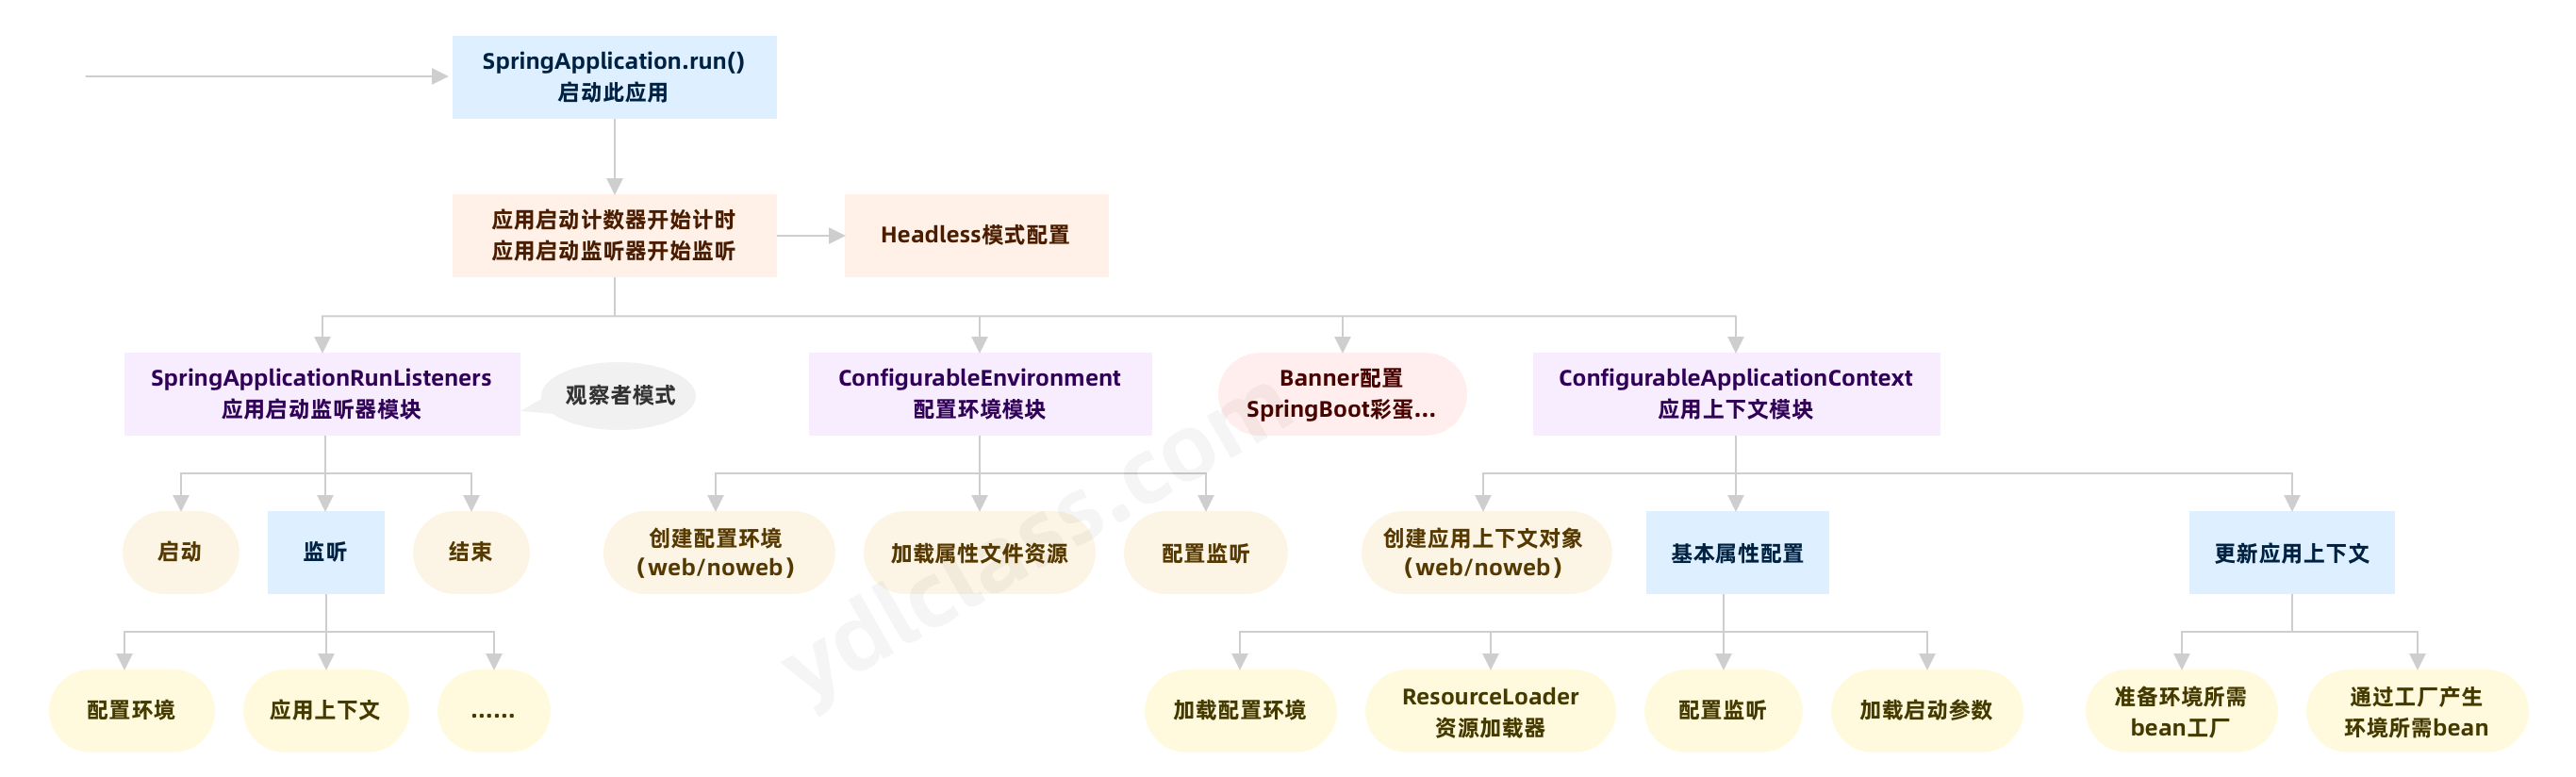 SpringApplication.run()
启动此应用
应用启动计数器开始计时
应用启动监听器开始监听
Headless模式配置
SpringApplicationRunListeners
应用启动监听器模块
观察者模式
ConfigurableEnvironment
配置环境模块
Banner配置
SpringBoot彩蛋...
ConfigurableApplicationContext
应用上下文模块
启动
监听
结束
创建配置环境
（web/noweb）
加载属性文件资源
配置监听
创建应用上下文对象
（web/noweb）
基本属性配置
更新应用上下文
配置环境
应用上下文
......
加载配置环境
ResourceLoader
资源加载器
配置监听
加载启动参数
准备环境所需
bean工厂
通过工厂产生
环境所需bean
ydlclass.com